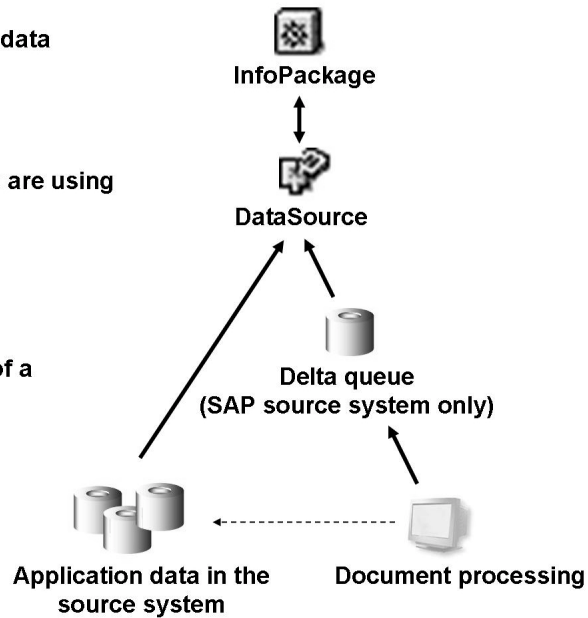 data
InfoPackage
are using
DataSource
of a
Delta queue
(SAP source system only)
Application data in the
source system
Document processing